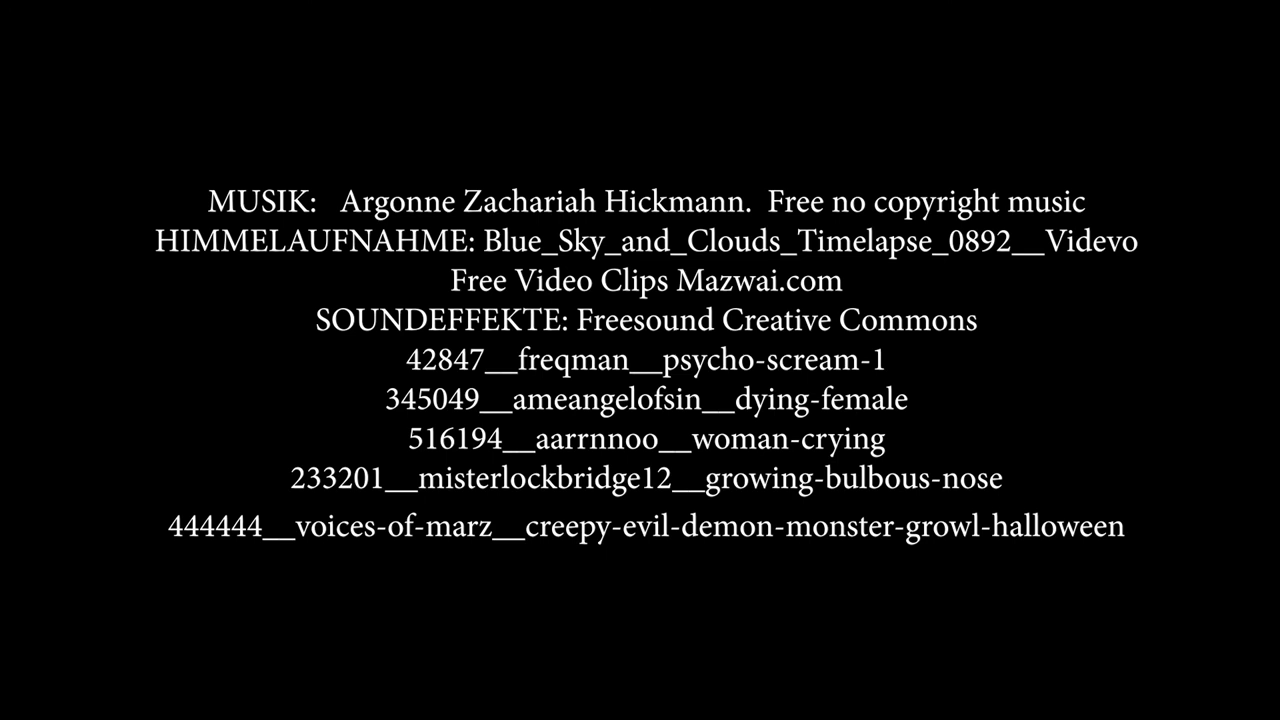 MUSIK: Argonne Zachariah Hickmann. Free no copyright music
HIMMELAUFNAHME: Blue_Sky_and_Clouds_Timelapse_0892__Videvo
Free Video Clips Mazwai.com
SOUNDEFFEKTE: Freesound Creative Commons
42847__freqman__psycho-scream-1
345049__ameangelofsin__dying-female
516194__aarrnnoo__woman-crying
233201__misterlockbridge12__growing-bulbous-nose
444444__voices-of-marz__creepy-evil-demon-monster-growl-halloween